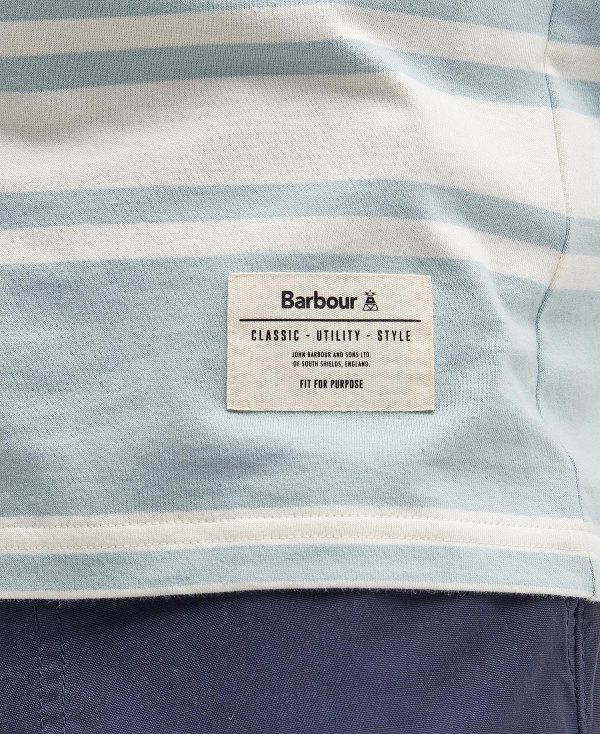 Barbour
CLASSIC - UTILITY - STYLE
JOHN BARBOUR AND SONS LTD.
OF SOUTH SHIELDS, ENGLAND.
FIT FOR PURPOSE